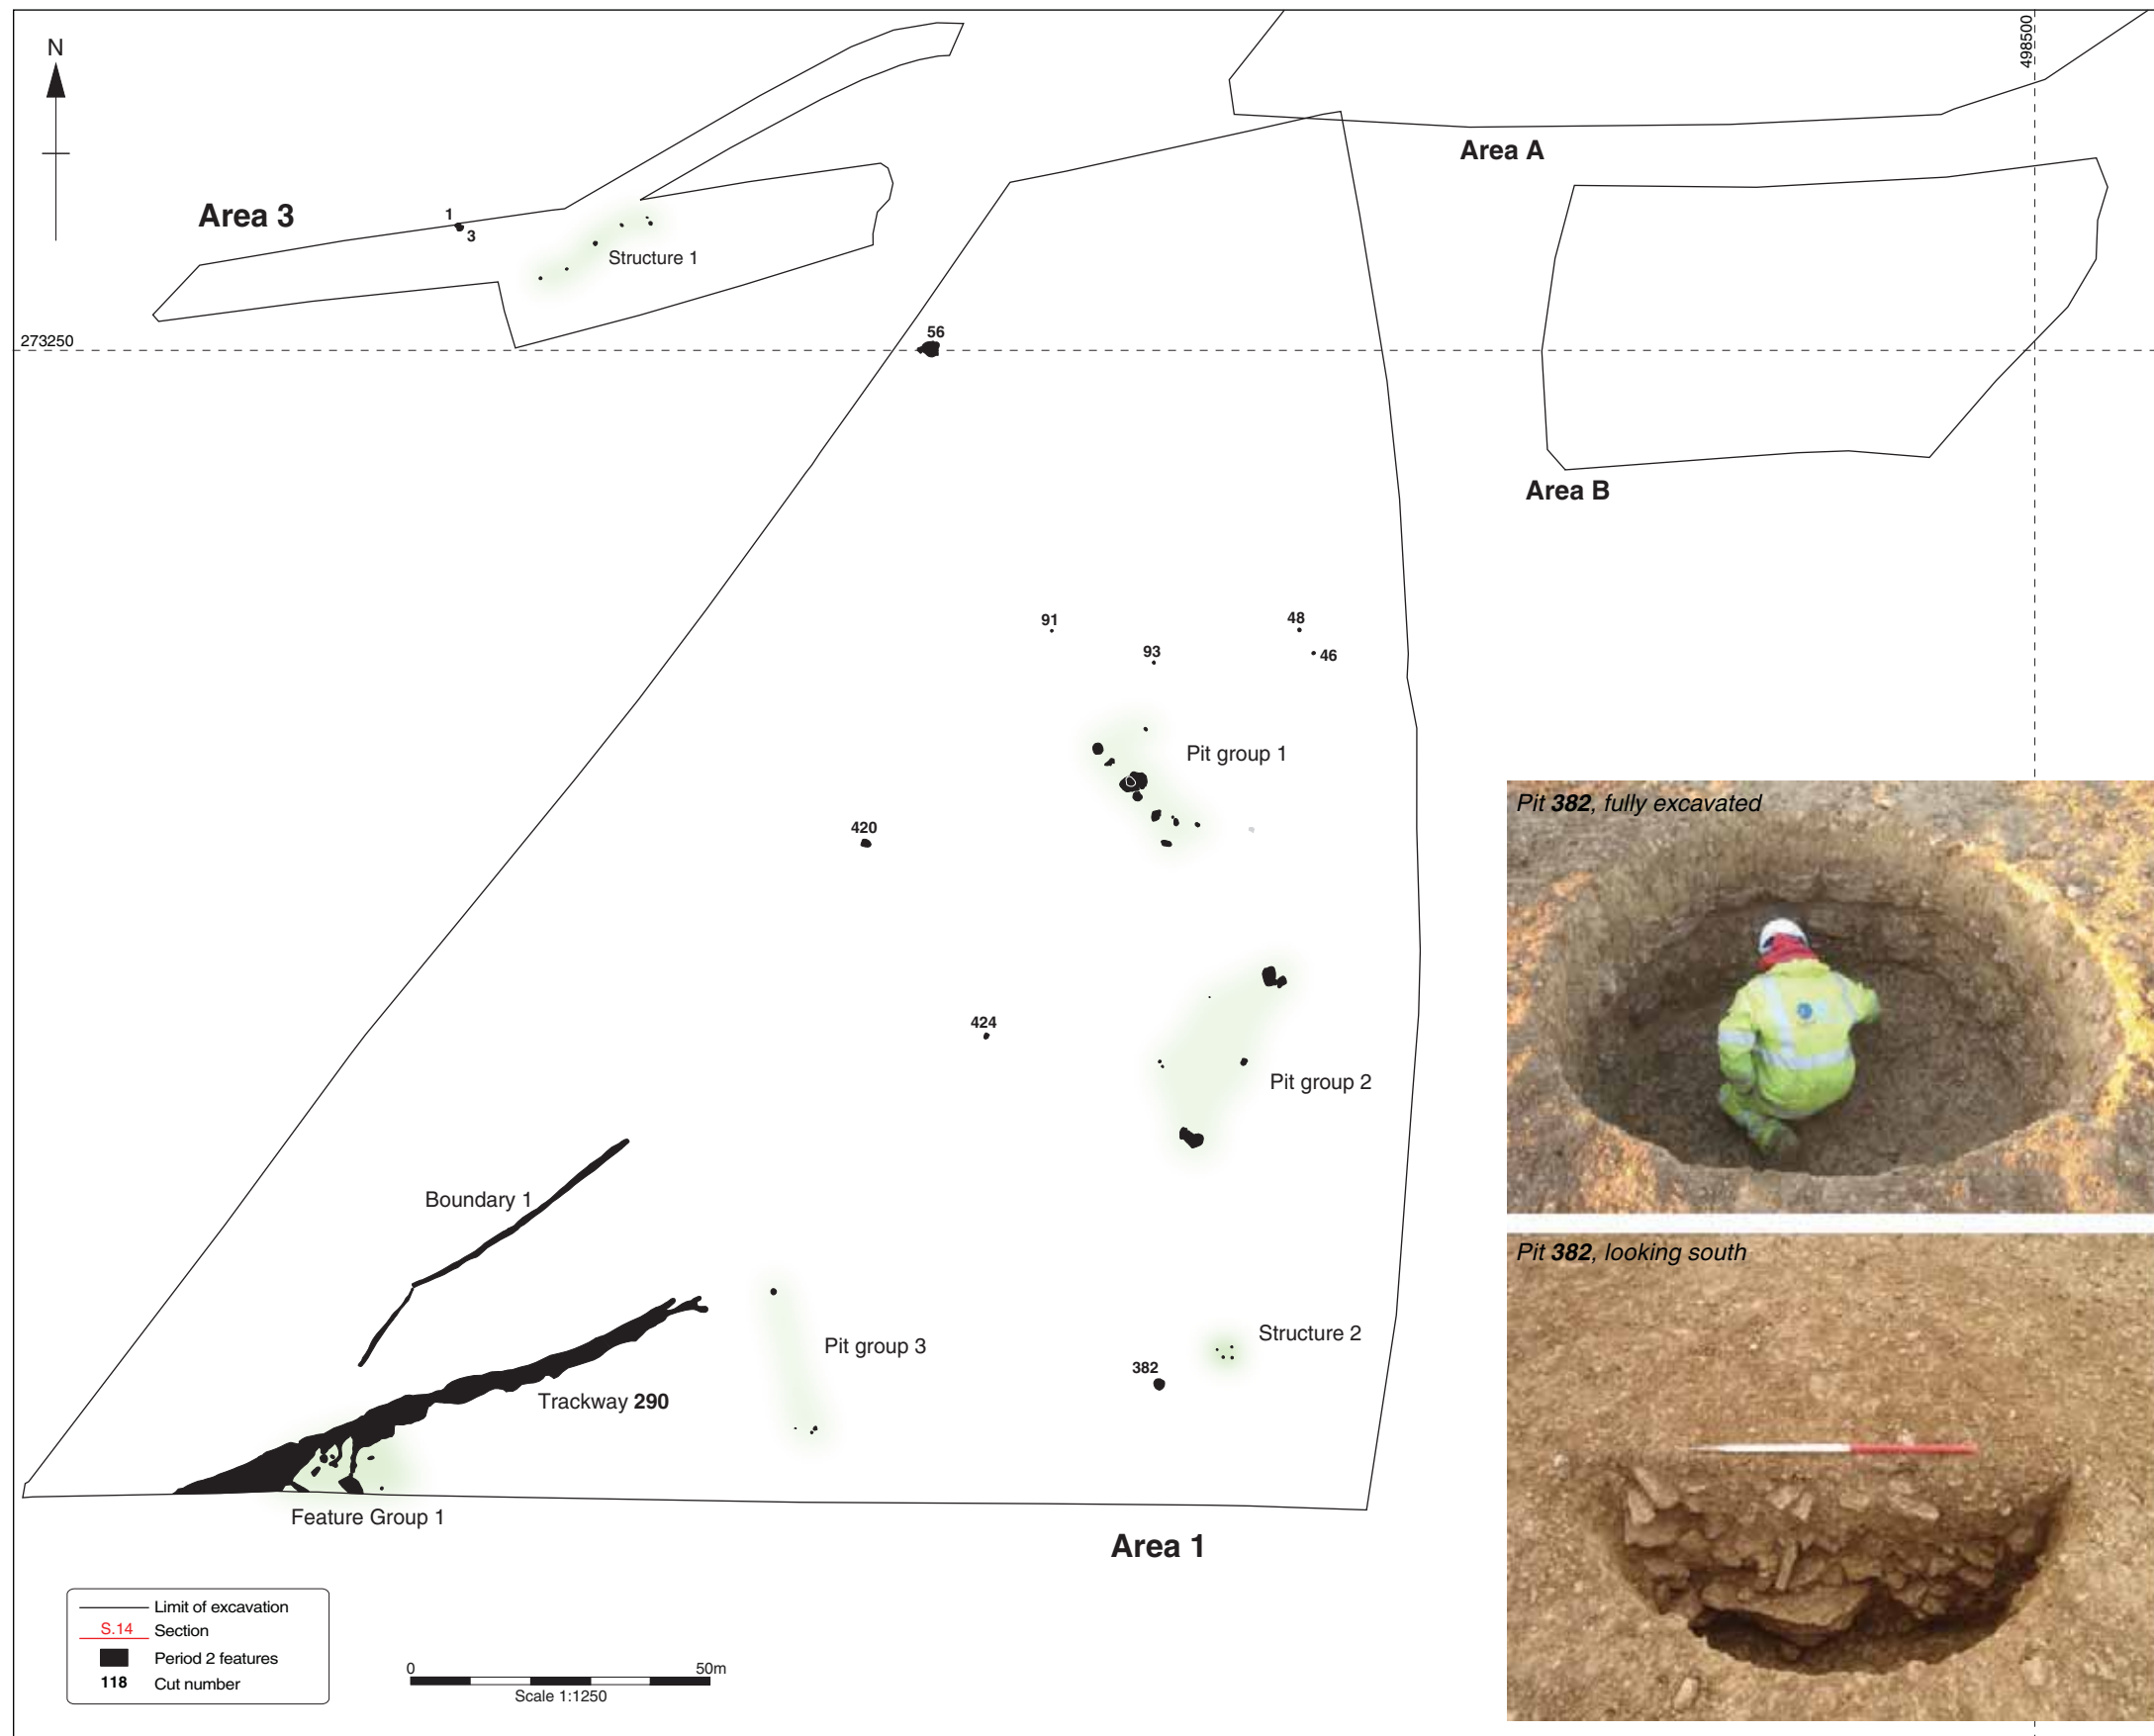 N
498500
Area A
Area 3
1
3
Structure 1
273250
56
Area B
91
48
93
46
Pit group 1
Pit 382, fully excavated
420
424
Pit group 2
Boundary 1
Pit 382, looking south
Structure 2
Pit group 3
382
Trackway 290
Feature Group 1
Area 1
Limit of excavation
S.14 Section
Period 2 features
118 Cut number
0 50m
Scale 1:1250